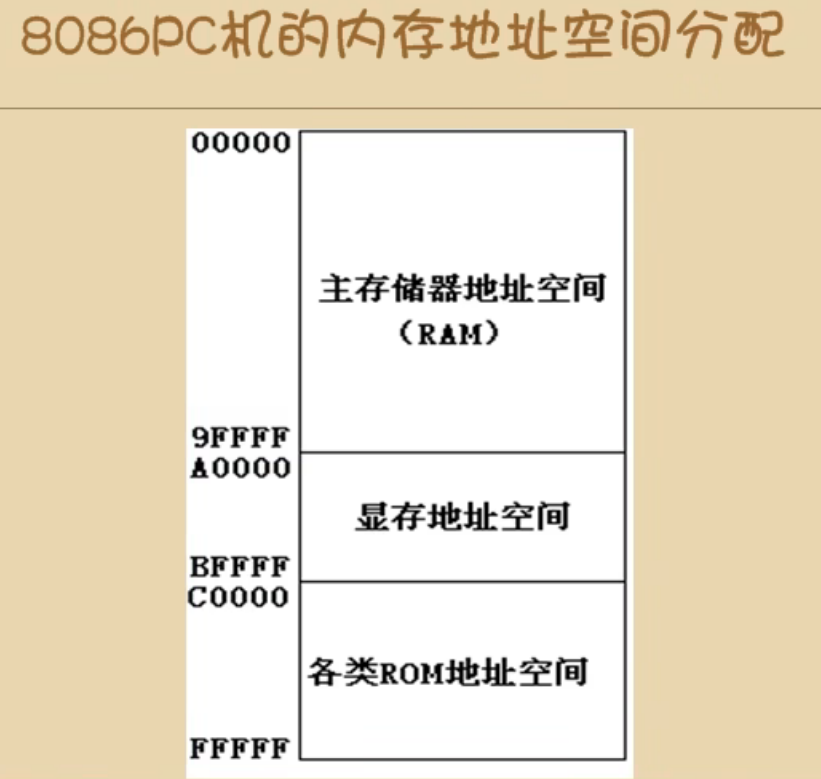 8086PC机的内存地址空间分配
00000
主存储器地址空间
（RAM）
9FFFF
A0000
显存地址空间
BFFFF
C0000
各类ROM地址空间
FFFFF